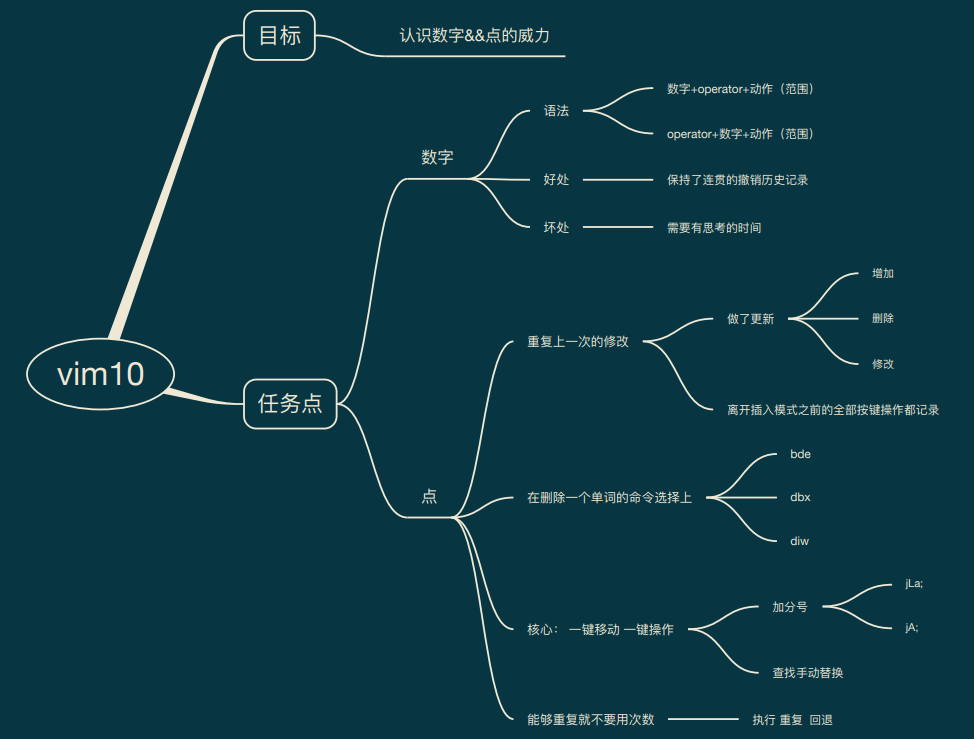 vim10
目标
认识数字&&点的威力
任务点
数字
语法
数字+operator+动作（范围）
operator+数字+动作（范围）
好处
保持了连贯的撤销历史记录
坏处
需要有思考的时间
点
重复上一次的修改
做了更新
增加
删除
修改
离开插入模式之前的全部按键操作都记录
在删除一个单词的命令选择上
bde
dbx
diw
核心： 一键移动 一键操作
加分号
jLa;
jA;
查找手动替换
能够重复就不要用次数
执行 重复 回退